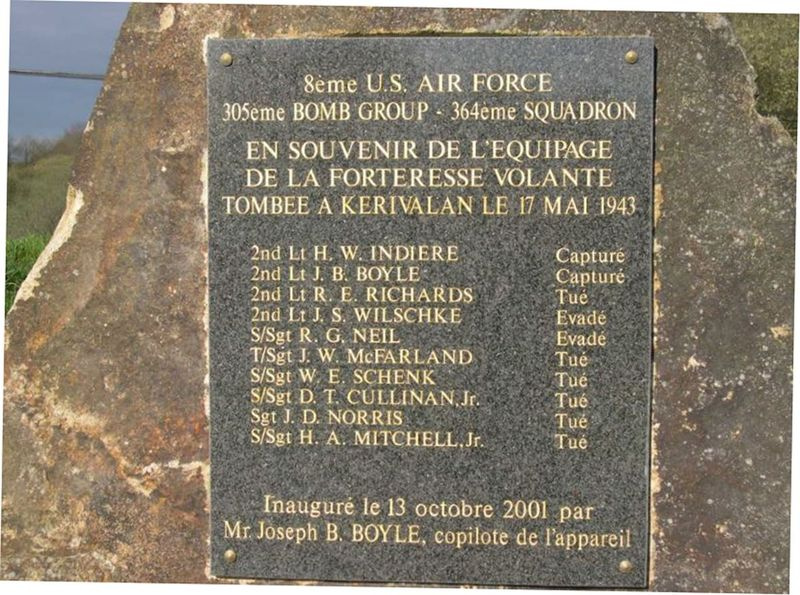 8eme U.S. AIR FORCE
305eme BOMB GROUP - 364ème SQUADRON
EN SOUVENIR DE L'EQUIPAGE
DE LA FORTERESSE VOLANTE
TOMBEE A KERIVALAN LE 17 MAI 1943
2nd Lt H. W. INDIERE Capturé
2nd Lt J. B. BOYLE Capturé
2nd Lt R. E. RICHARDS Tué
2nd Lt J. S. WILSCHKE Evadé
S/Sgt R. G. NEIL Evadé
T/Sgt J. W. McFARLAND Tué
S/Sgt W. E. SCHENK Tué
S/Sgt D. T. CULLINAN, Jr. Tué
Sgt J. D. NORRIS Tué
S/Sgt H. A. MITCHELL, Jr. Tué
Inauguré le 13 octobre 2001 par
Mr. Joseph B. BOYLE, copilote de l'appareil